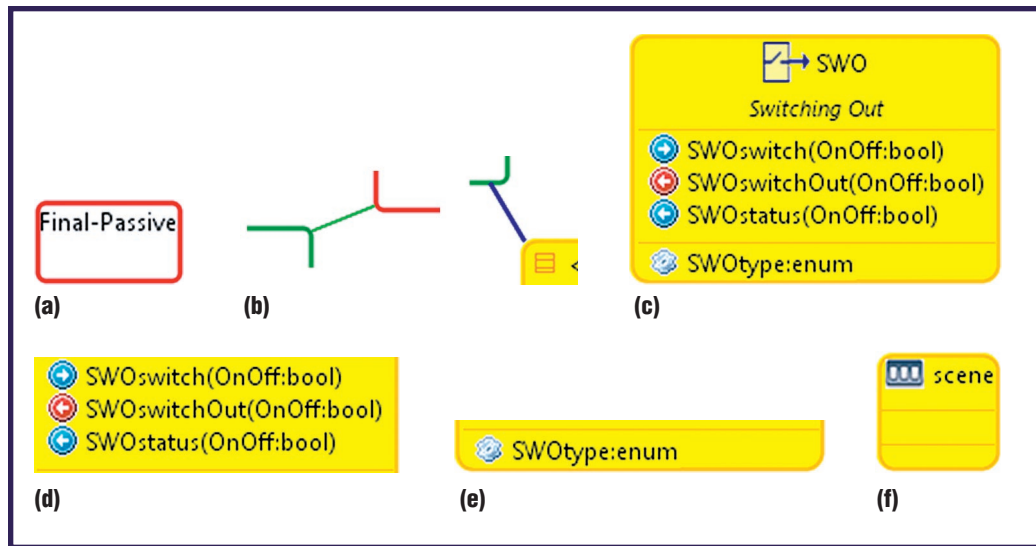 SWO
Switching Out
SWOswitch(OnOff:bool)
SWOswitchOut(OnOff:bool)
SWOstatus(OnOff:bool)
SWOtype:enum
Final-Passive
<
(a)
(b)
(c)
SWOswitch(OnOff:bool)
SWOswitchOut(OnOff:bool)
SWOstatus(OnOff:bool)
SWOtype:enum
scene
(d)
(e)
(f)